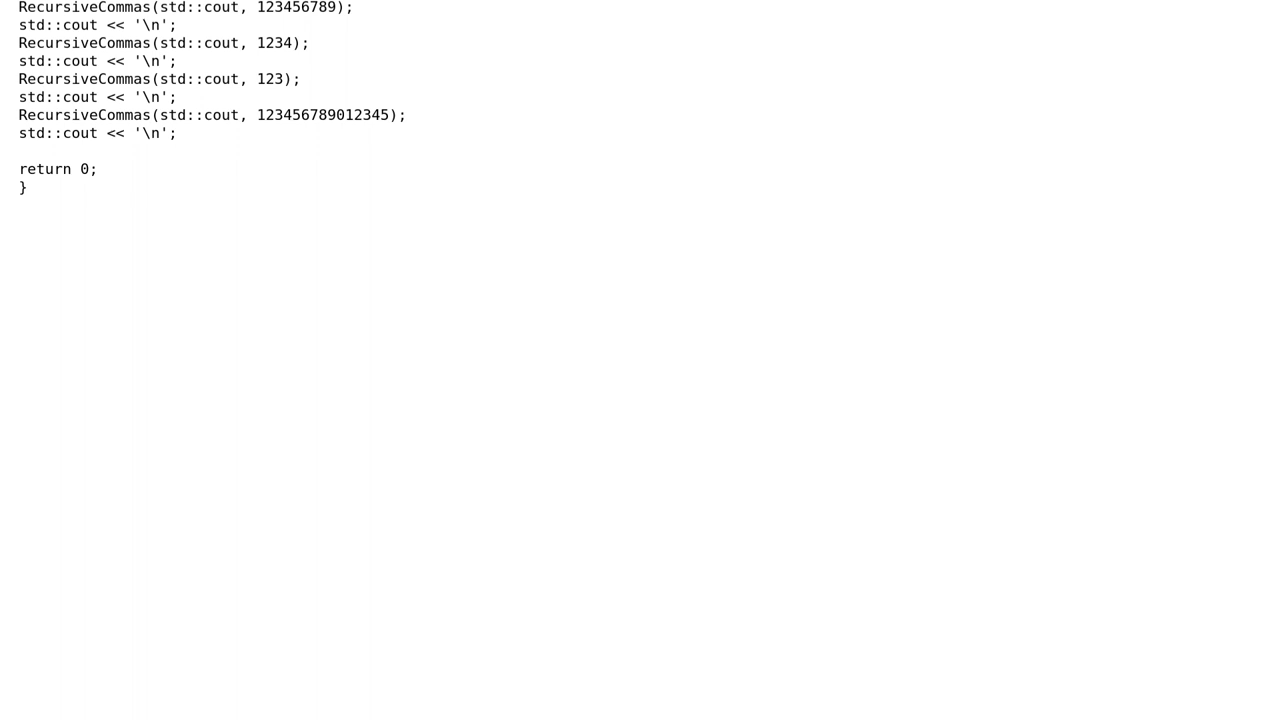 RecursiveCommas(std::cout, 123456789);
std::cout << '\n';
RecursiveCommas(std::cout, 1234);
std::cout << '\n';
RecursiveCommas(std::cout, 123);
std::cout << '\n';
RecursiveCommas(std::cout, 123456789012345);
std::cout << '\n';

return 0;
}